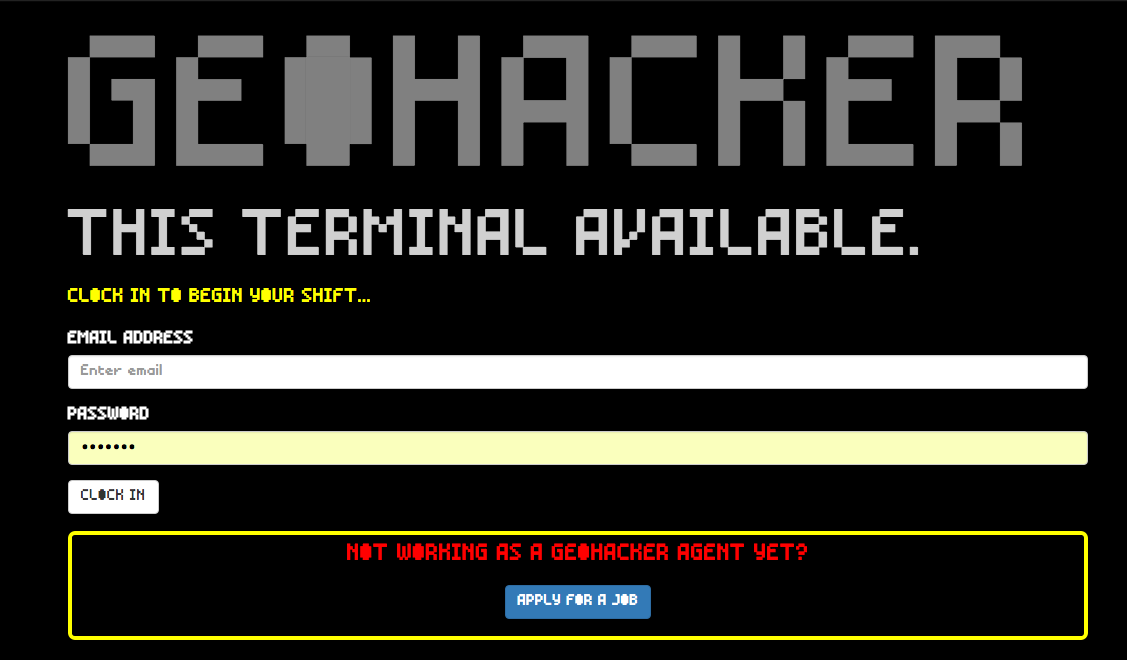 GEOHACKER
THIS TERMINAL AVAILABLE.
CLOCK IN TO BEGIN YOUR SHIFT...
EMAIL ADDRESS
Enter email
PASSWORD
•••••••
CLOCK IN
NOT WORKING AS A GEOHACKER AGENT YET?
APPLY FOR A JOB